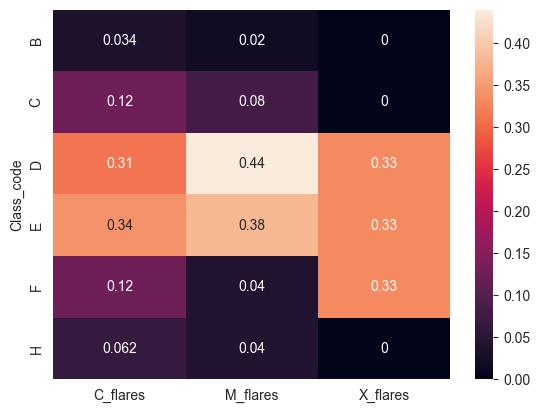 B 0.034 0.02 0
C 0.12 0.08 0
D 0.31 0.44 0.33
E 0.34 0.38 0.33
F 0.12 0.04 0.33
H 0.062 0.04 0
C_flares M_flares X_flares
Class_code
0.40
0.35
0.30
0.25
0.20
0.15
0.10
0.05
0.00